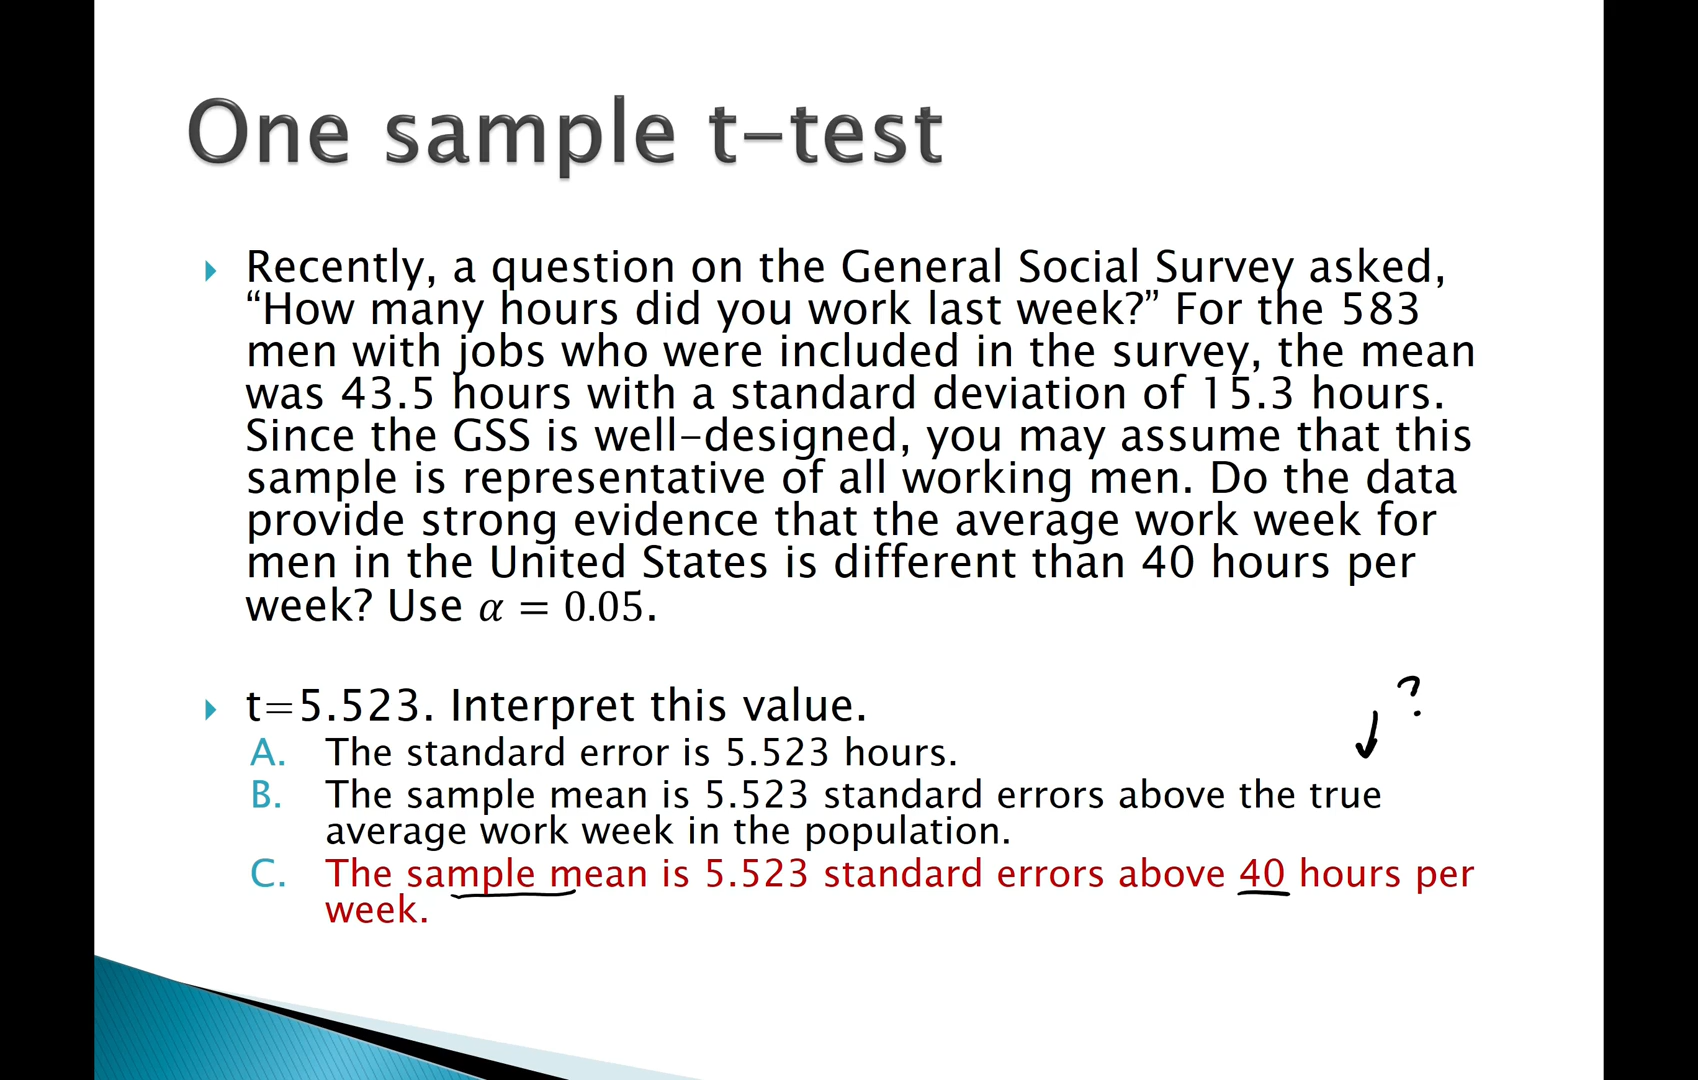 One sample t-test
Recently, a question on the General Social Survey asked,
“How many hours did you work last week?” For the 583
men with jobs who were included in the survey, the mean
was 43.5 hours with a standard deviation of 15.3 hours.
Since the GSS is well-designed, you may assume that this
sample is representative of all working men. Do the data
provide strong evidence that the average work week for
men in the United States is different than 40 hours per
week? Use α = 0.05.
t=5.523. Interpret this value.
?
A. The standard error is 5.523 hours.
B. The sample mean is 5.523 standard errors above the true
average work week in the population.
C. The sample mean is 5.523 standard errors above 40 hours per
week.